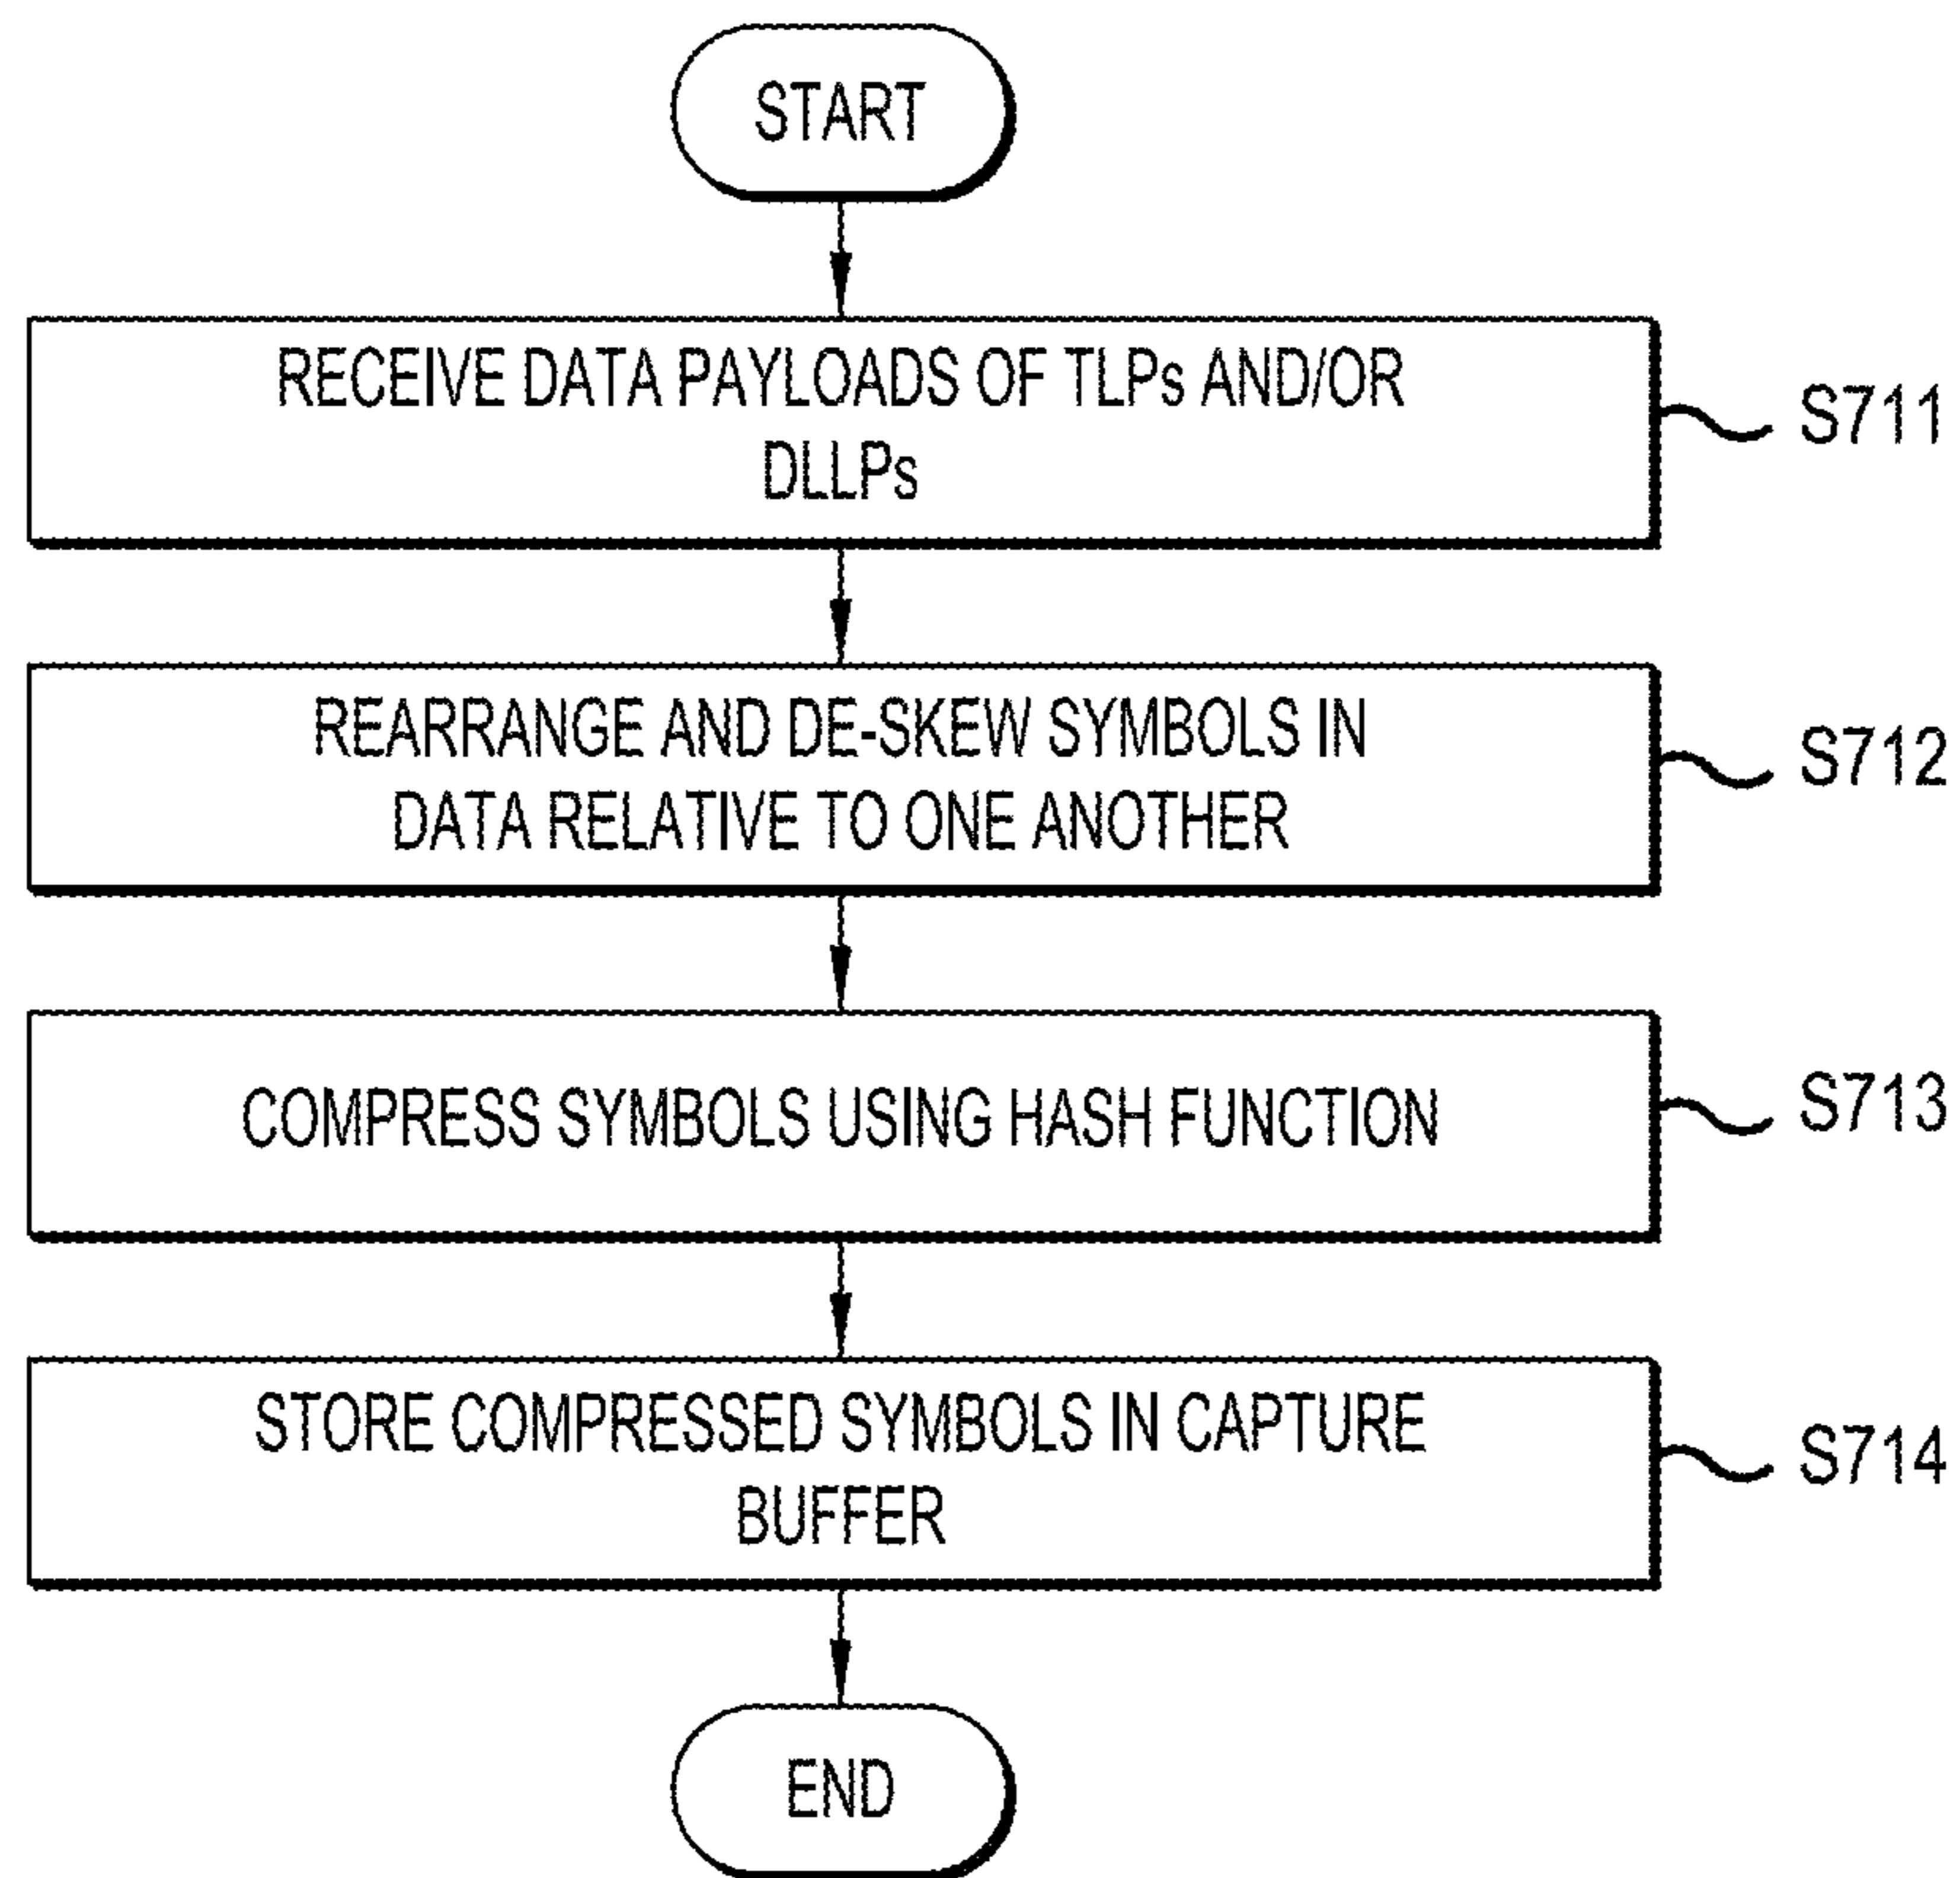 START
RECEIVE DATA PAYLOADS OF TLPs AND/OR
DLLPs
S711
REARRANGE AND DE-SKEW SYMBOLS IN
DATA RELATIVE TO ONE ANOTHER
S712
COMPRESS SYMBOLS USING HASH FUNCTION
S713
STORE COMPRESSED SYMBOLS IN CAPTURE
BUFFER
S714
END